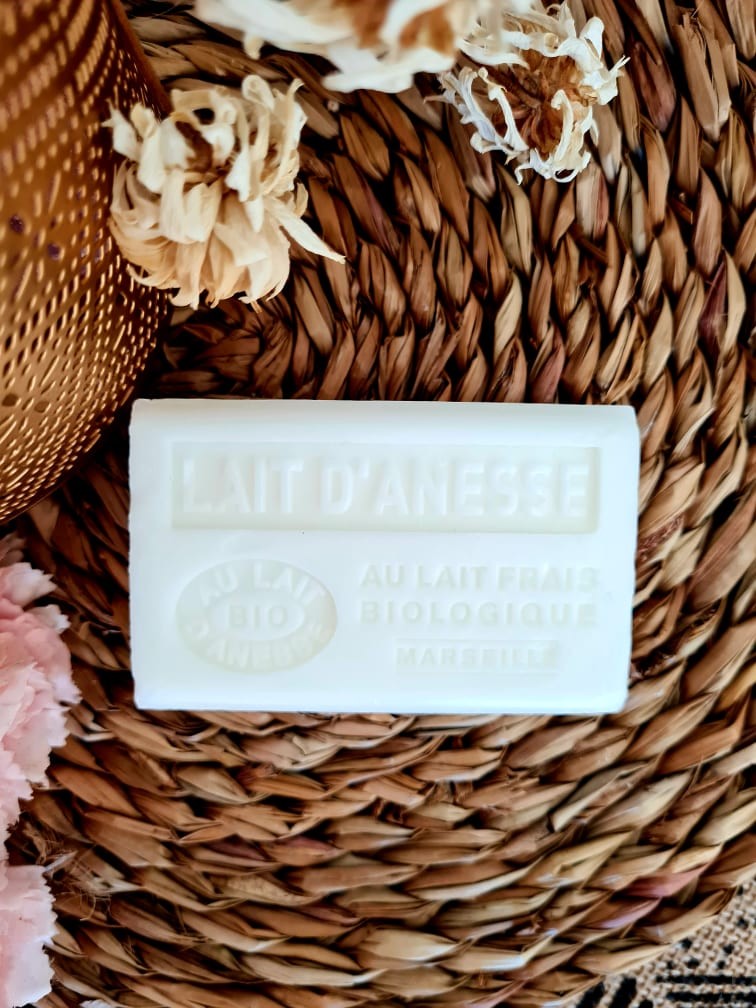 LAIT D'ANESSE
AU LAIT
BIO
D'ANESSE
AU LAIT FRAIS
BIOLOGIQUE
MARSEILLE